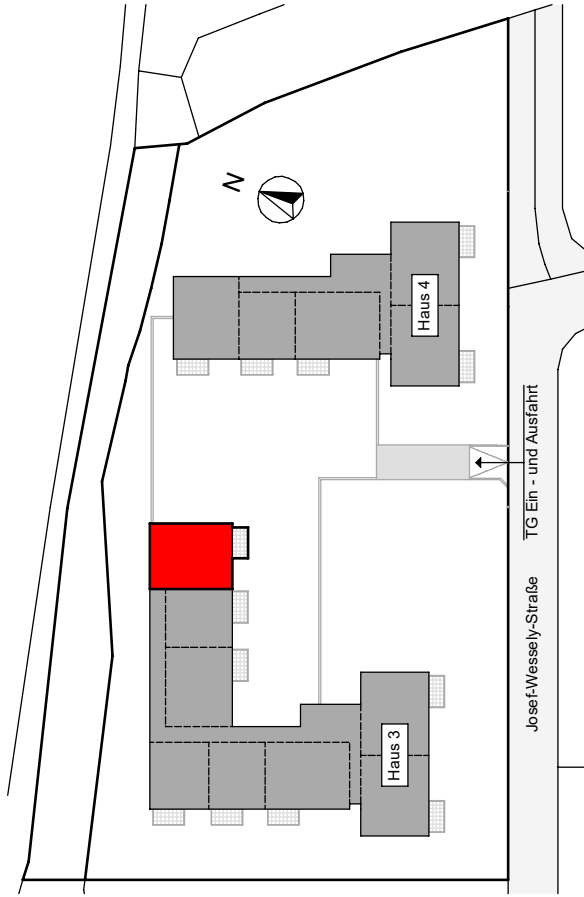 N
Haus 4
Haus 3
TG Ein - und Ausfahrt
Josef-Wessely-Straße